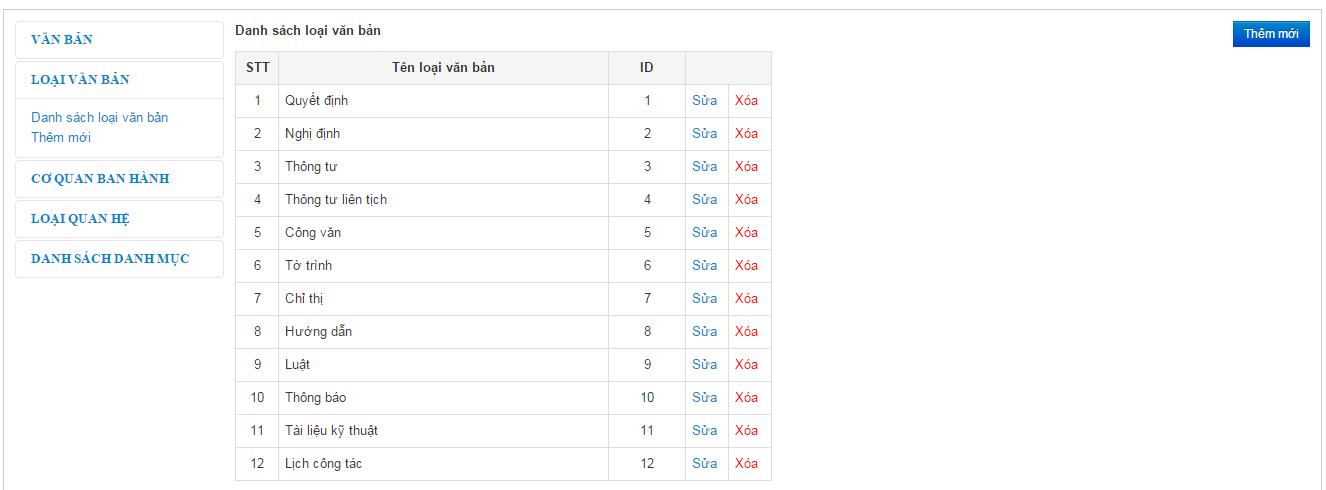 VĂN BẢN
LOẠI VĂN BẢN
Danh sách loại văn bản
Thêm mới
CƠ QUAN BAN HÀNH
LOẠI QUAN HỆ
DANH SÁCH DANH MỤC
Danh sách loại văn bản
Thêm mới
STT Tên loại văn bản ID
1 Quyết định 1 Sửa Xóa
2 Nghị định 2 Sửa Xóa
3 Thông tư 3 Sửa Xóa
4 Thông tư liên tịch 4 Sửa Xóa
5 Công văn 5 Sửa Xóa
6 Tờ trình 6 Sửa Xóa
7 Chỉ thị 7 Sửa Xóa
8 Hướng dẫn 8 Sửa Xóa
9 Luật 9 Sửa Xóa
10 Thông báo 10 Sửa Xóa
11 Tài liệu kỹ thuật 11 Sửa Xóa
12 Lịch công tác 12 Sửa Xóa